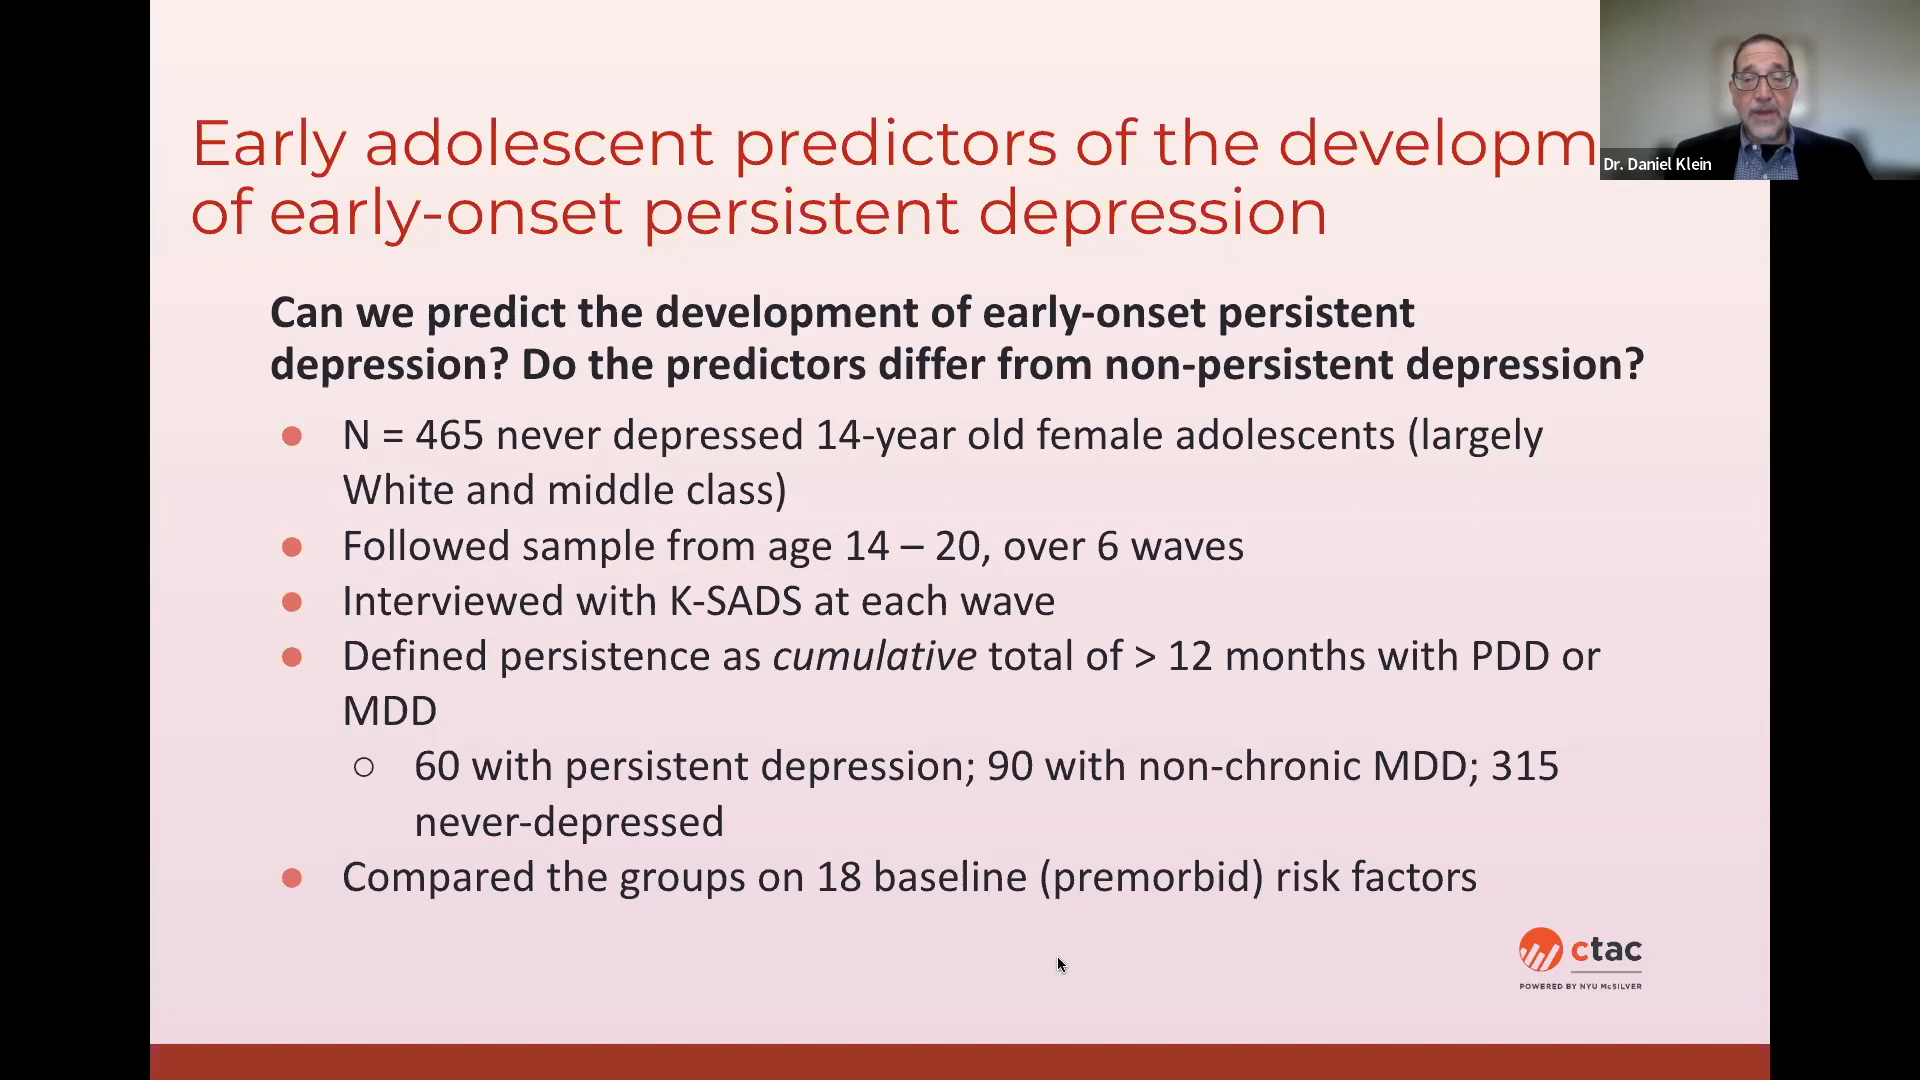 Early adolescent predictors of the developm
of early-onset persistent depression
Dr. Daniel Klein
Can we predict the development of early-onset persistent
depression? Do the predictors differ from non-persistent depression?
● N = 465 never depressed 14-year old female adolescents (largely
White and middle class)
● Followed sample from age 14 – 20, over 6 waves
● Interviewed with K-SADS at each wave
● Defined persistence as cumulative total of > 12 months with PDD or
MDD
○ 60 with persistent depression; 90 with non-chronic MDD; 315
never-depressed
● Compared the groups on 18 baseline (premorbid) risk factors
ctac
POWERED BY NYU McSILVER